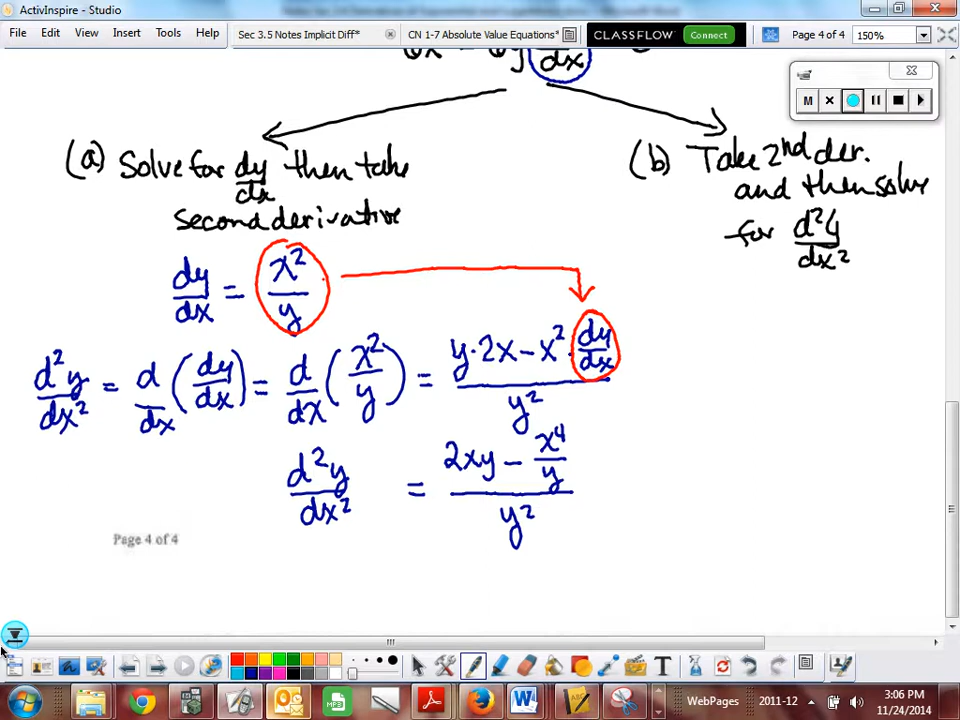 ActivInspire - Studio
File Edit View Insert Tools Help
Sec 3.5 Notes Implicit Diff* CN 1-7 Absolute Value Equations* CLASSFLOW Connect Page 4 of 4 150%
dx
M
(a) Solve for dy/dx then take
second derivative
(b) Take 2nd der.
and then solve
for d²y/dx²
dy/dx = x²/y
d²y/dx² = d/dx (dy/dx) = d/dx (x²/y) = (y·2x − x²·dy/dx)/y²
d²y/dx² = (2xy − x⁴/y)/y²
Page 4 of 4
WebPages 2011-12 3:06 PM
11/24/2014